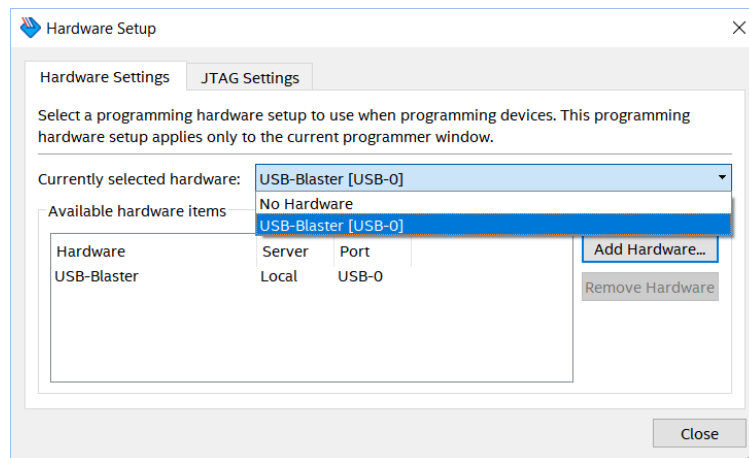 Hardware Setup
Hardware Settings
JTAG Settings
Select a programming hardware setup to use when programming devices. This programming
hardware setup applies only to the current programmer window.
Currently selected hardware:
USB-Blaster [USB-0]
No Hardware
USB-Blaster [USB-0]
Available hardware items
Hardware Server Port
USB-Blaster Local USB-0
Add Hardware...
Remove Hardware
Close